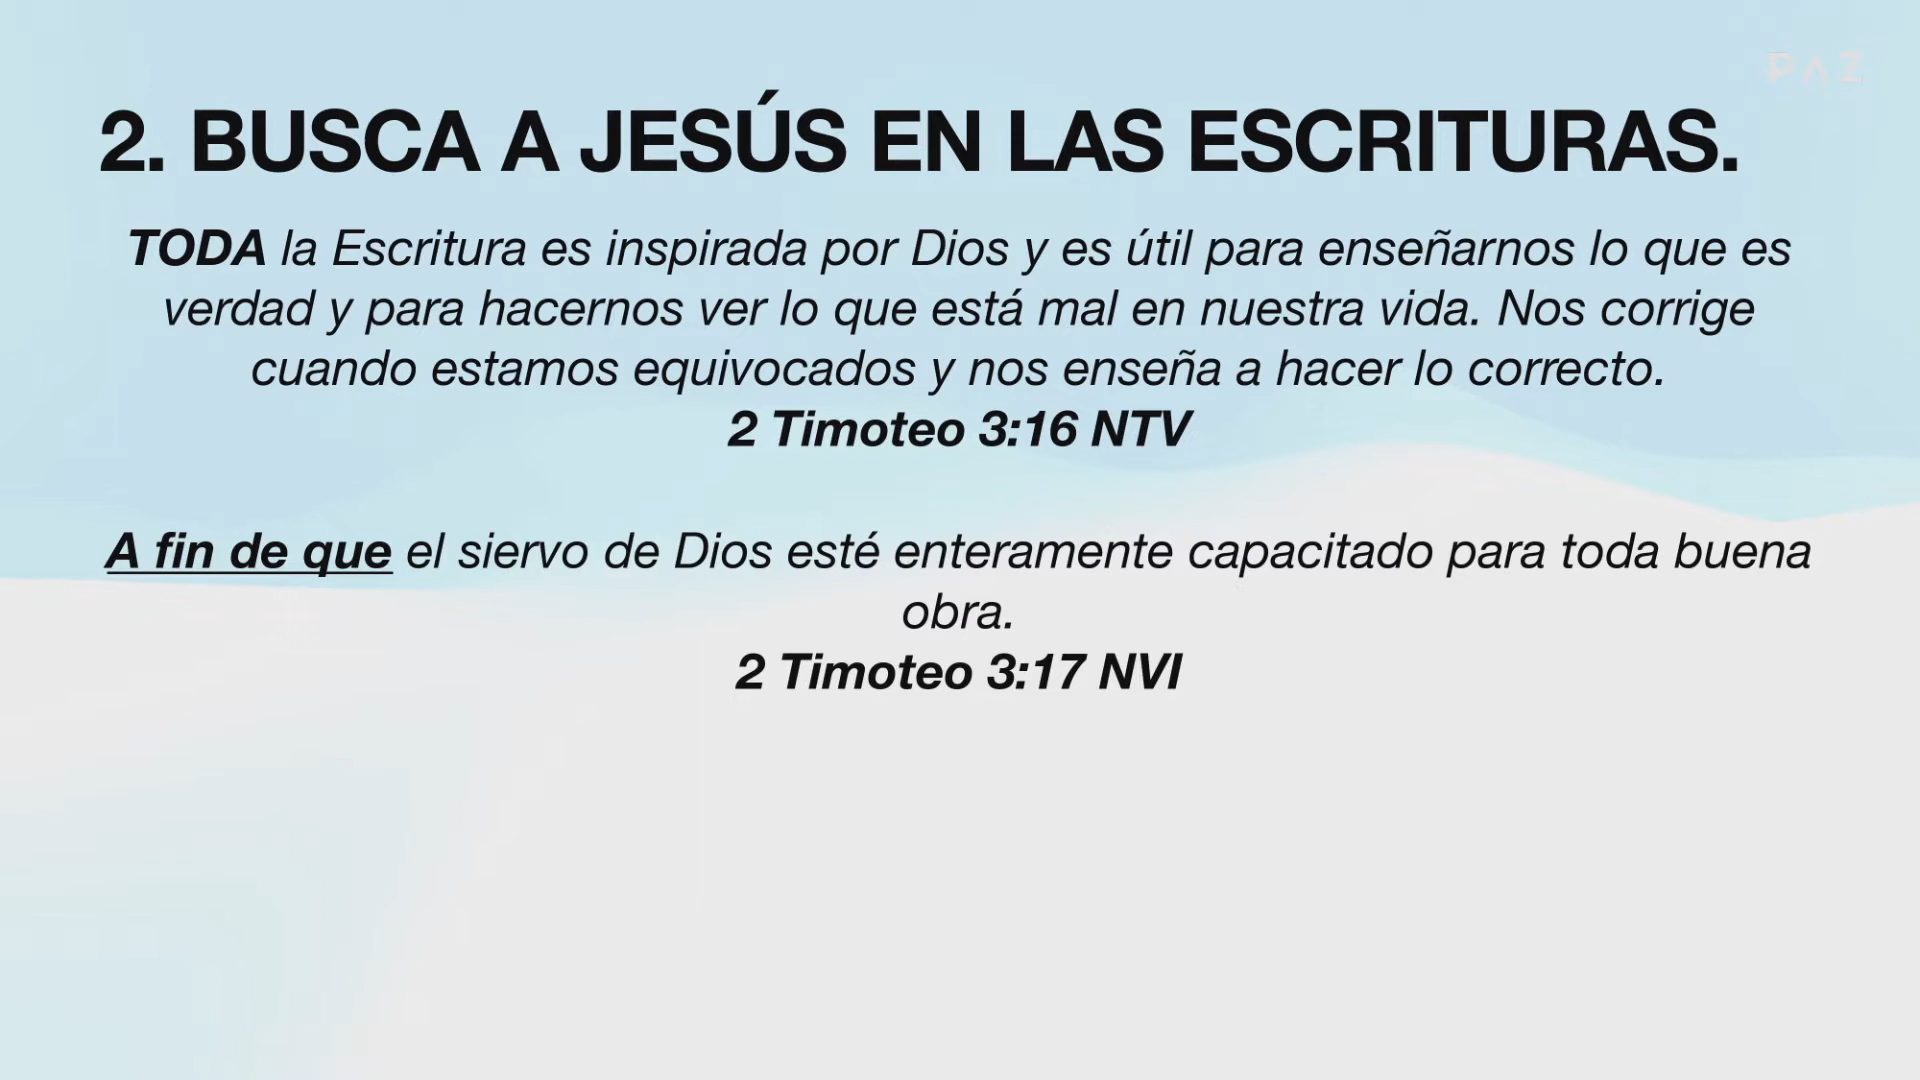 PAZ
2. BUSCA A JESÚS EN LAS ESCRITURAS.
TODA la Escritura es inspirada por Dios y es útil para enseñarnos lo que es
verdad y para hacernos ver lo que está mal en nuestra vida. Nos corrige
cuando estamos equivocados y nos enseña a hacer lo correcto.
2 Timoteo 3:16 NTV
A fin de que el siervo de Dios esté enteramente capacitado para toda buena
obra.
2 Timoteo 3:17 NVI